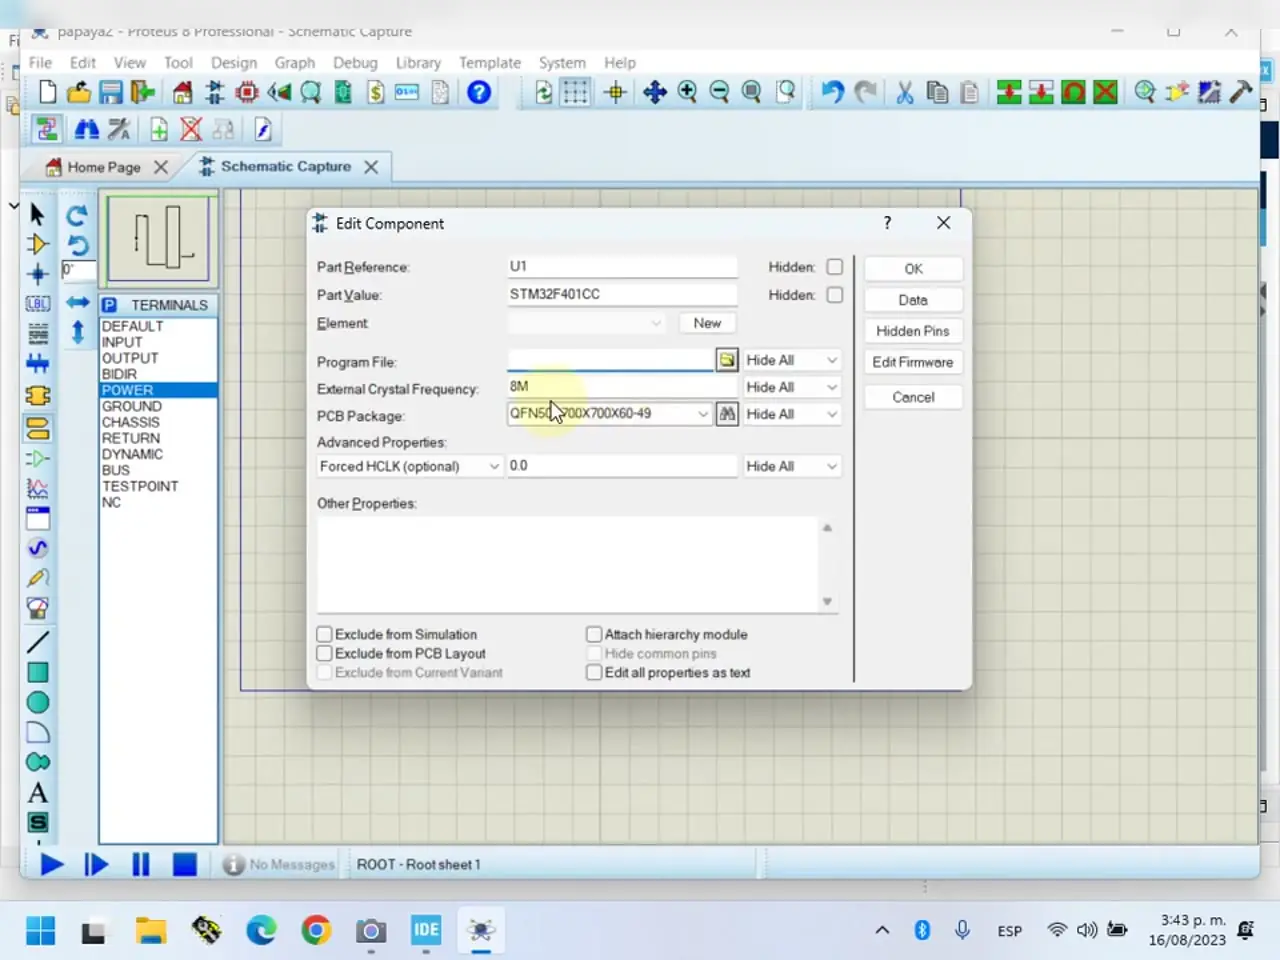 papaya2 - Proteus 8 Professional - Schematic Capture
File Edit View Tool Design Graph Debug Library Template System Help
Home Page
Schematic Capture
0°
LBL
P TERMINALS
DEFAULT
INPUT
OUTPUT
BIDIR
POWER
GROUND
CHASSIS
RETURN
DYNAMIC
BUS
TESTPOINT
NC
A
S
Edit Component ?
Part Reference: U1 Hidden:
Part Value: STM32F401CC Hidden:
Element New
Program File: Hide All
External Crystal Frequency: 8M Hide All
PCB Package: Hide All
Advanced Properties:
Forced HCLK (optional) 0.0 Hide All
Other Properties:
Exclude from Simulation
Exclude from PCB Layout
Exclude from Current Variant
Attach hierarchy module
Hide common pins
Edit all properties as text
OK
Data
Hidden Pins
Edit Firmware
Cancel
No Messages
ROOT - Root sheet 1
IDE
ESP
3:43 p. m.
16/08/2023